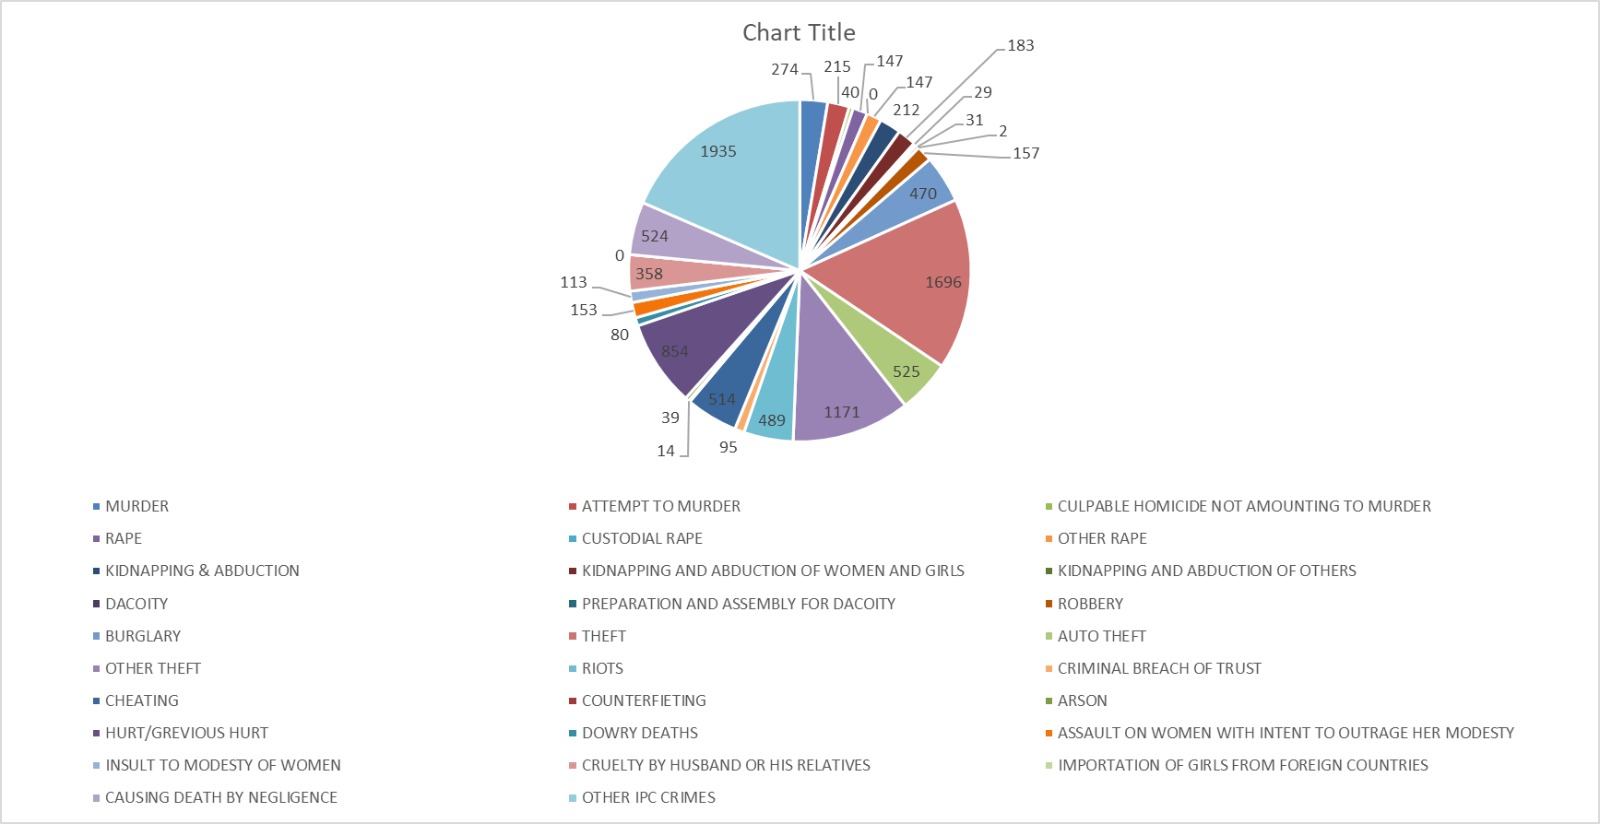 Chart Title
274
215
40
147
0
147
212
183
29
31
2
157
470
1696
525
1171
489
95
514
14
39
854
80
153
113
358
0
524
1935
MURDER
ATTEMPT TO MURDER
CULPABLE HOMICIDE NOT AMOUNTING TO MURDER
RAPE
CUSTODIAL RAPE
OTHER RAPE
KIDNAPPING & ABDUCTION
KIDNAPPING AND ABDUCTION OF WOMEN AND GIRLS
KIDNAPPING AND ABDUCTION OF OTHERS
DACOITY
PREPARATION AND ASSEMBLY FOR DACOITY
ROBBERY
BURGLARY
THEFT
AUTO THEFT
OTHER THEFT
RIOTS
CRIMINAL BREACH OF TRUST
CHEATING
COUNTERFIETING
ARSON
HURT/GREVIOUS HURT
DOWRY DEATHS
ASSAULT ON WOMEN WITH INTENT TO OUTRAGE HER MODESTY
INSULT TO MODESTY OF WOMEN
CRUELTY BY HUSBAND OR HIS RELATIVES
IMPORTATION OF GIRLS FROM FOREIGN COUNTRIES
CAUSING DEATH BY NEGLIGENCE
OTHER IPC CRIMES